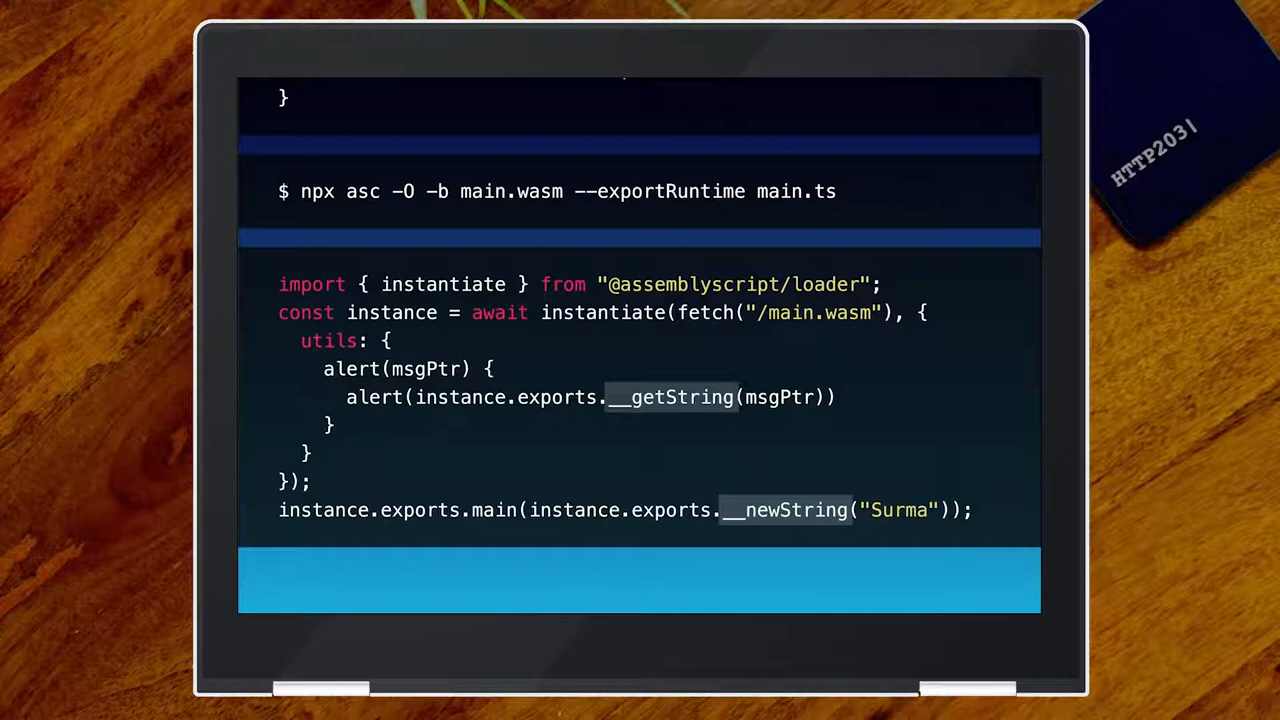 }
$ npx asc -O -b main.wasm --exportRuntime main.ts
import { instantiate } from "@assemblyscript/loader";
const instance = await instantiate(fetch("/main.wasm"), {
  utils: {
    alert(msgPtr) {
      alert(instance.exports.__getString(msgPtr))
    }
  }
});
instance.exports.main(instance.exports.__newString("Surma"));
HTTP203|